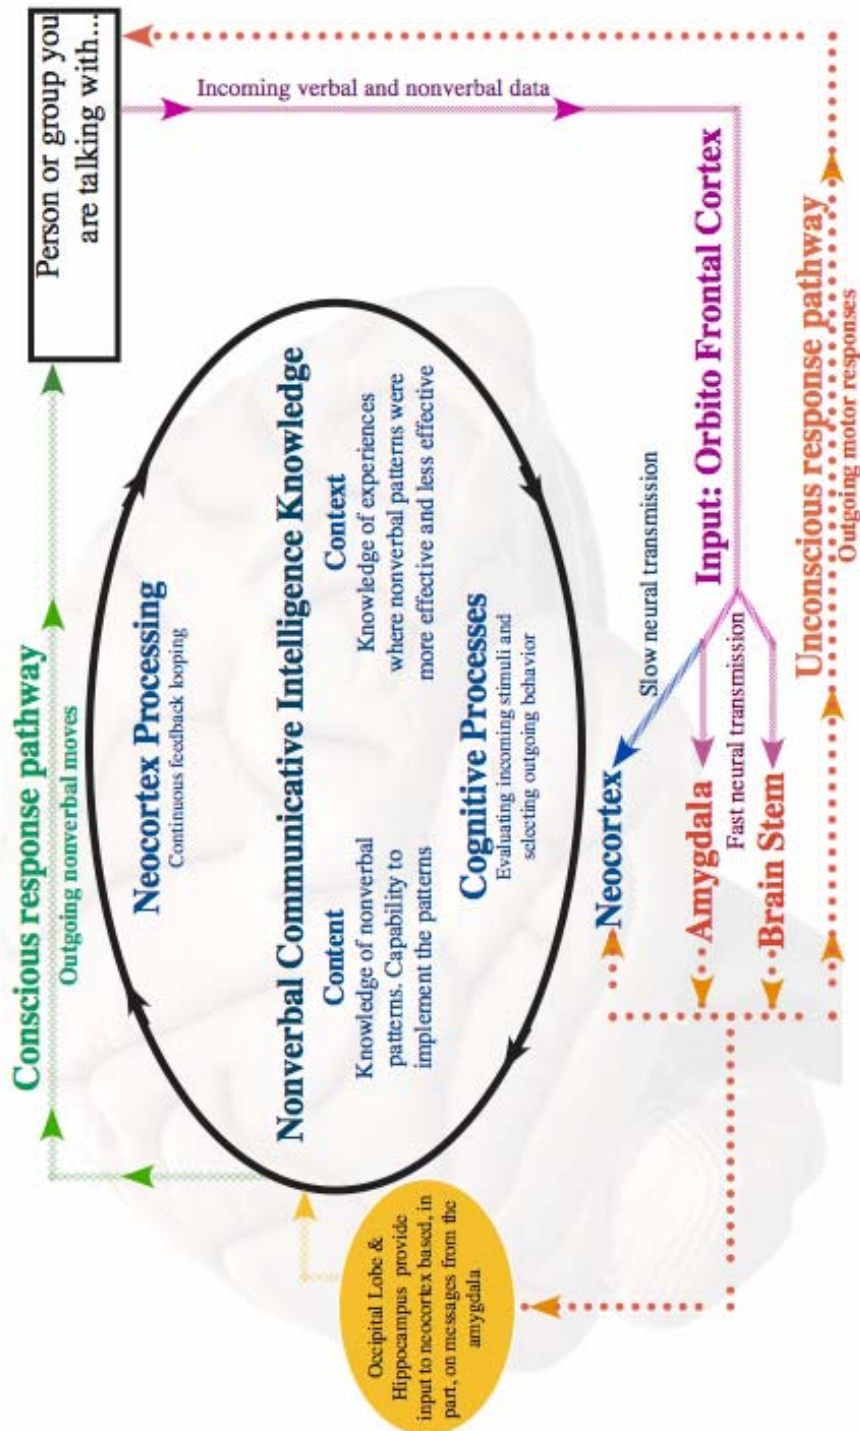 Conscious response pathway
Outgoing nonverbal moves
Person or group you
are talking with...
Incoming verbal and nonverbal data
Neocortex Processing
Continuous feedback looping
Nonverbal Communicative Intelligence Knowledge
Content
Knowledge of nonverbal
patterns. Capability to
implement the patterns
Context
Knowledge of experiences
where nonverbal patterns were
more effective and less effective
Cognitive Processes
Evaluating incoming stimuli and
selecting outgoing behavior
Occipital Lobe &
Hippocampus provide
input to neocortex based, in
part, on messages from the
amygdala
Neocortex
Slow neural transmission
Amygdala
Fast neural transmission
Brain Stem
Input: Orbito Frontal Cortex
Unconscious response pathway
Outgoing motor responses